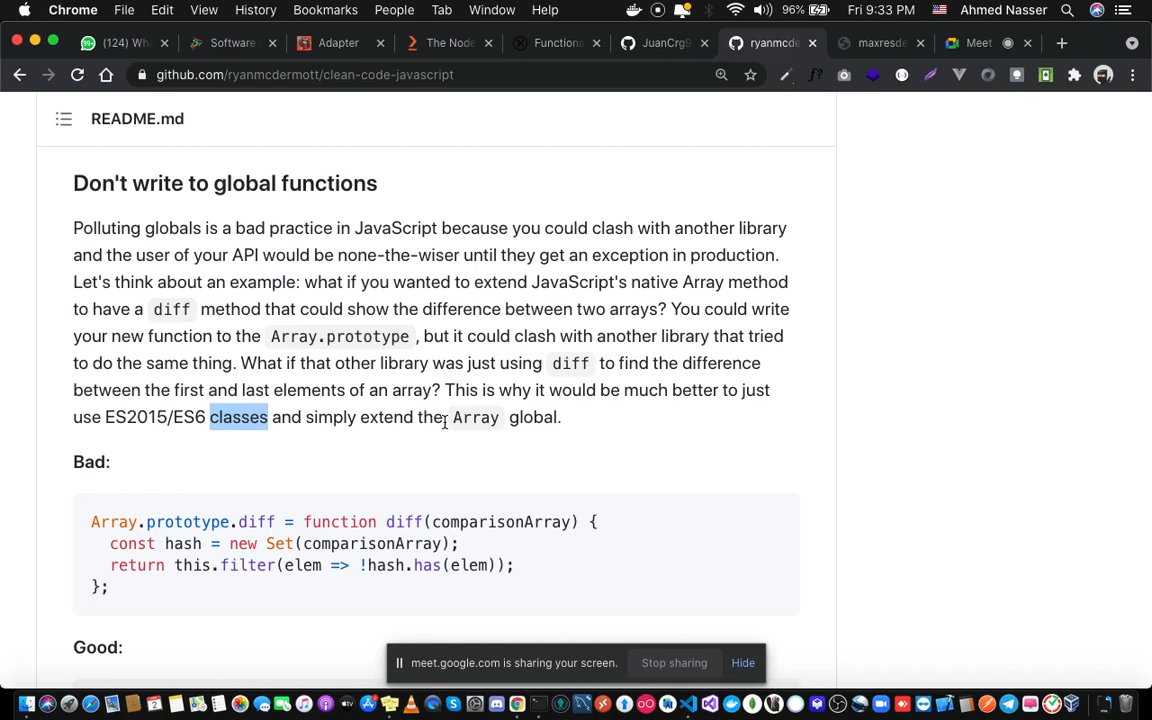 Chrome File Edit View History Bookmarks People Tab Window Help 96% Fri 9:33 PM Ahmed Nasser
(124) Wha Software Adapter The Node Functiona JuanCrg9 ryanmcde maxresde Meet
github.com/ryanmcdermott/clean-code-javascript
README.md
Don't write to global functions
Polluting globals is a bad practice in JavaScript because you could clash with another library
and the user of your API would be none-the-wiser until they get an exception in production.
Let's think about an example: what if you wanted to extend JavaScript's native Array method
to have a diff method that could show the difference between two arrays? You could write
your new function to the Array.prototype , but it could clash with another library that tried
to do the same thing. What if that other library was just using diff to find the difference
between the first and last elements of an array? This is why it would be much better to just
use ES2015/ES6 classes and simply extend the Array global.
Bad:
Array.prototype.diff = function diff(comparisonArray) {
const hash = new Set(comparisonArray);
return this.filter(elem => !hash.has(elem));
};
Good:
meet.google.com is sharing your screen. Stop sharing Hide